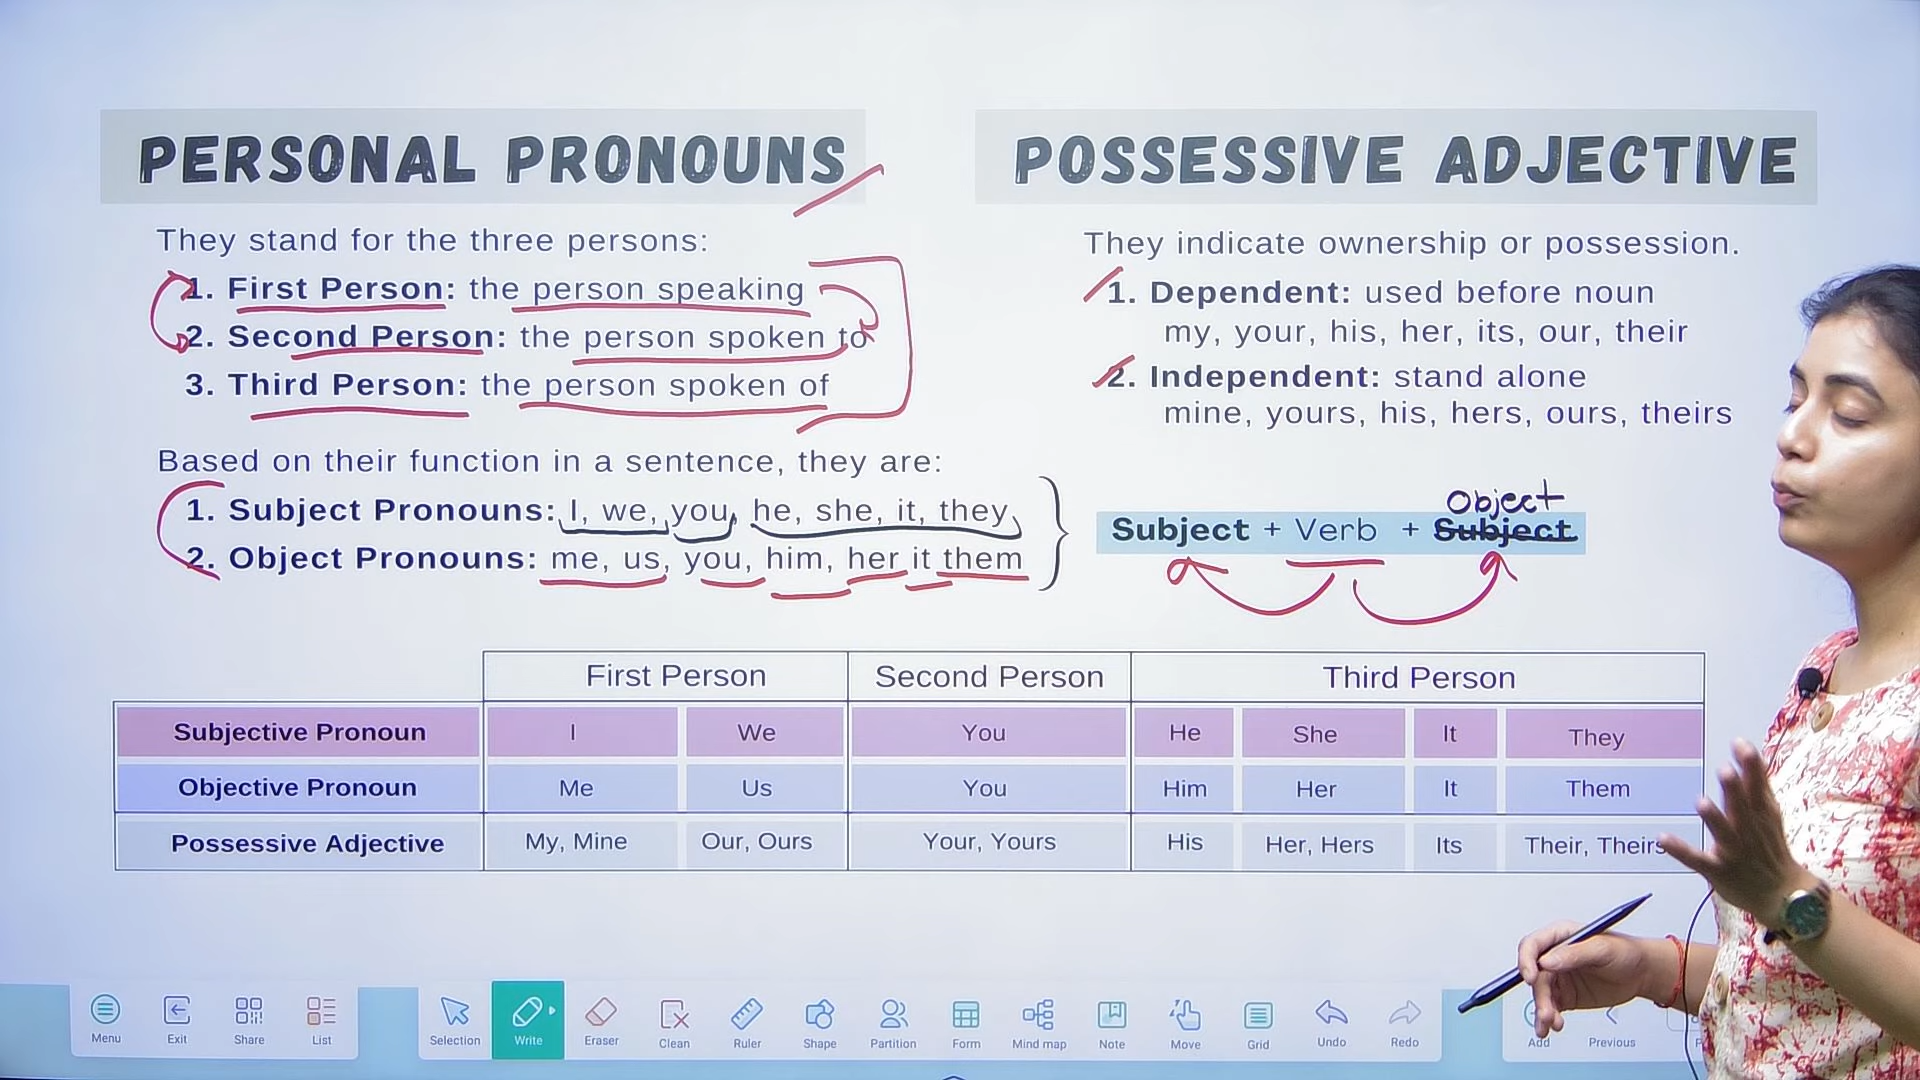 PERSONAL PRONOUNS
They stand for the three persons:
1. First Person: the person speaking
2. Second Person: the person spoken to
3. Third Person: the person spoken of
Based on their function in a sentence, they are:
1. Subject Pronouns: I, we, you, he, she, it, they
2. Object Pronouns: me, us, you, him, her it them
POSSESSIVE ADJECTIVE
They indicate ownership or possession.
1. Dependent: used before noun
my, your, his, her, its, our, their
2. Independent: stand alone
mine, yours, his, hers, ours, theirs
Object
Subject + Verb + Subject
First Person Second Person Third Person
Subjective Pronoun I We You He She It They
Objective Pronoun Me Us You Him Her It Them
Possessive Adjective My, Mine Our, Ours Your, Yours His Her, Hers Its Their, Theirs
Menu Exit Share List Selection Write Eraser Clean Ruler Shape Partition Form Mind map Note Move Grid Undo Redo Add Previous